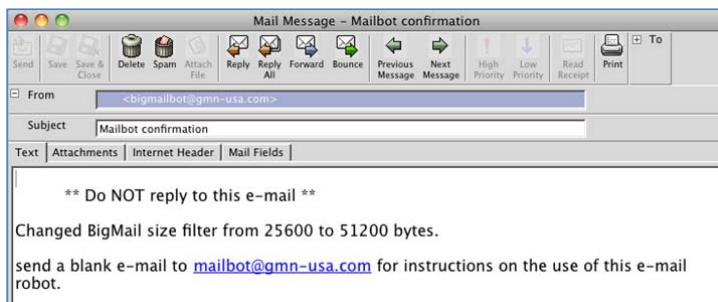 Mail Message – Mailbot confirmation
Send Save Save & Close Delete Spam Attach File Reply Reply All Forward Bounce Previous Message Next Message High Priority Low Priority Read Receipt Print To
From <bigmailbot@gmn-usa.com>
Subject Mailbot confirmation
Text Attachments Internet Header Mail Fields
** Do NOT reply to this e-mail **
Changed BigMail size filter from 25600 to 51200 bytes.
send a blank e-mail to mailbot@gmn-usa.com for instructions on the use of this e-mail
robot.